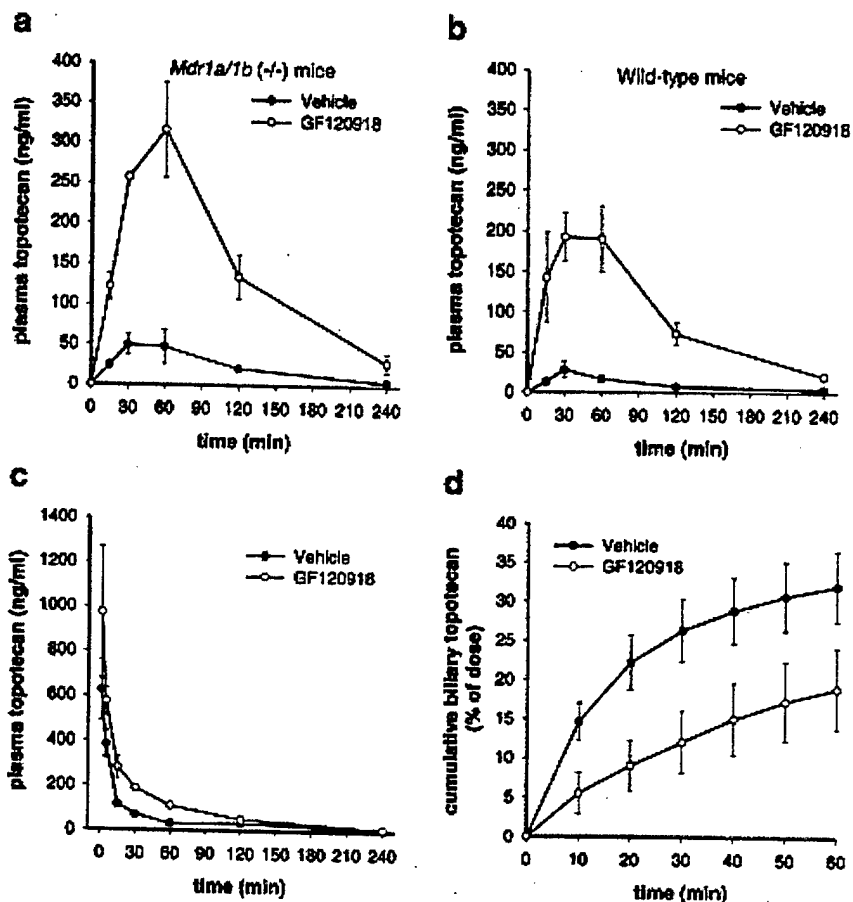 a
Mdr1a/1b (-/-) mice
Vehicle
GF120918
plasma topotecan (ng/ml)
400
350
300
250
200
150
100
50
0
0 30 60 90 120 150 180 210 240
time (min)
b
Wild-type mice
Vehicle
GF120918
plasma topotecan (ng/ml)
400
350
300
250
200
150
100
50
0
0 30 60 90 120 150 180 210 240
time (min)
c
Vehicle
GF120918
plasma topotecan (ng/ml)
1400
1200
1000
800
600
400
200
0
0 30 60 90 120 150 180 210 240
time (min)
d
Vehicle
GF120918
cumulative biliary topotecan
(% of dose)
40
35
30
25
20
15
10
5
0
0 10 20 30 40 50 60
time (min)